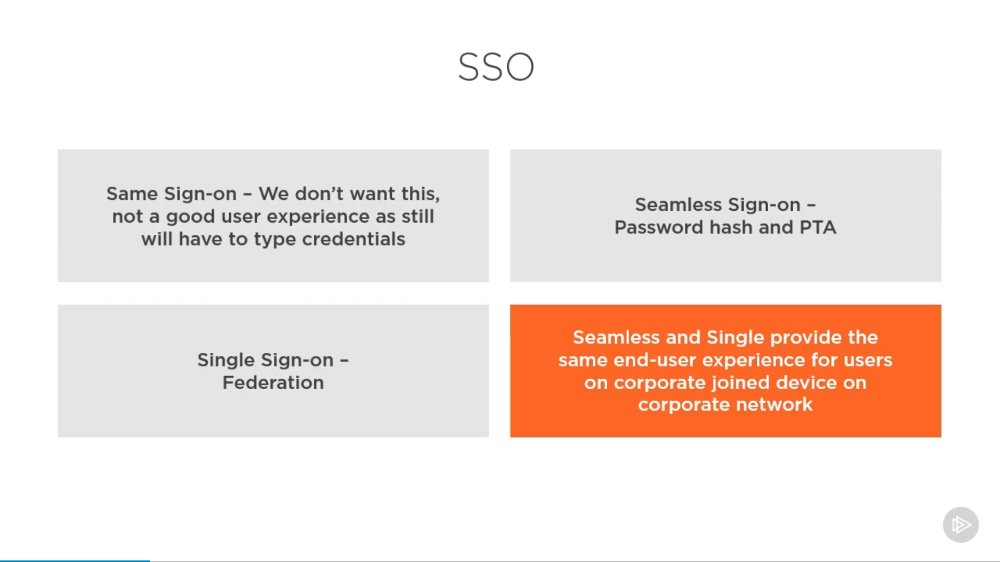 SSO
Same Sign-on – We don’t want this,
not a good user experience as still
will have to type credentials
Seamless Sign-on –
Password hash and PTA
Single Sign-on –
Federation
Seamless and Single provide the
same end-user experience for users
on corporate joined device on
corporate network